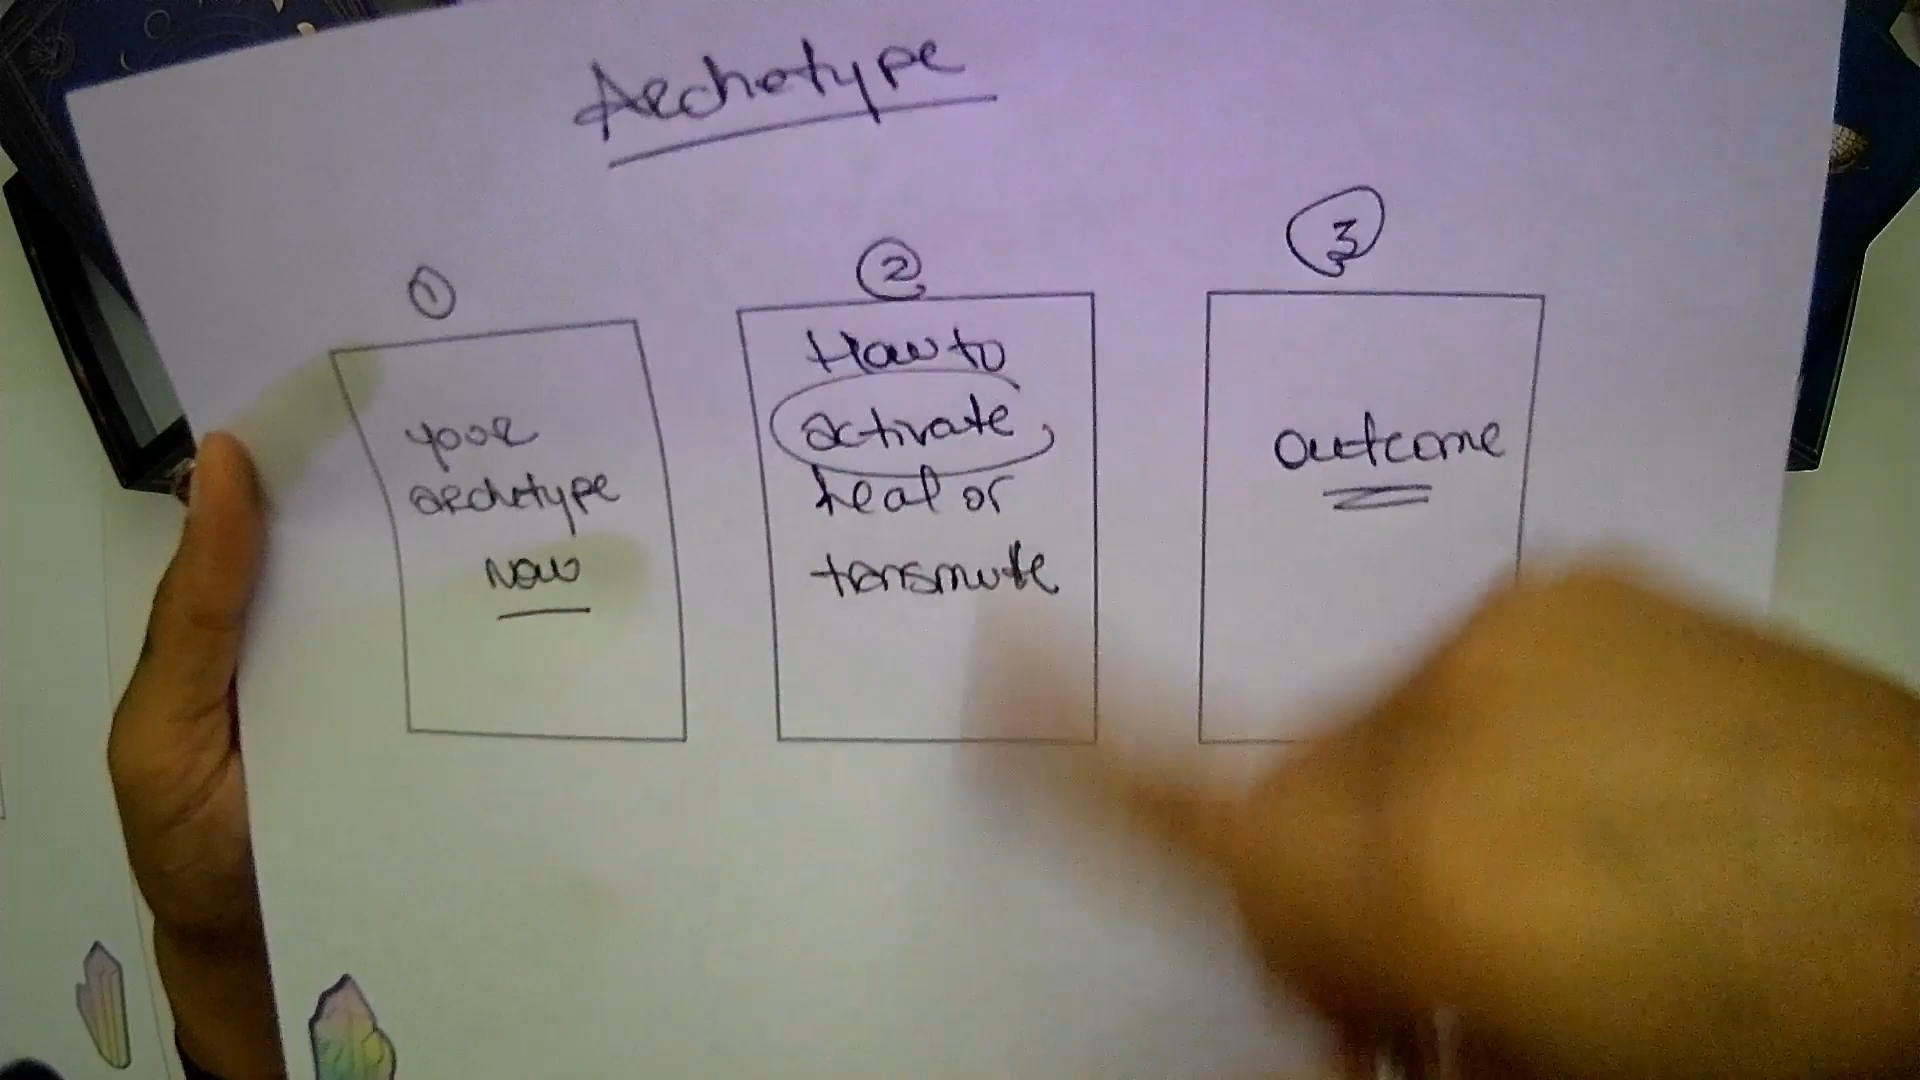 Archetype
1
2
3
your
archetype
Now
How to
activate,
heal or
transmute
outcome